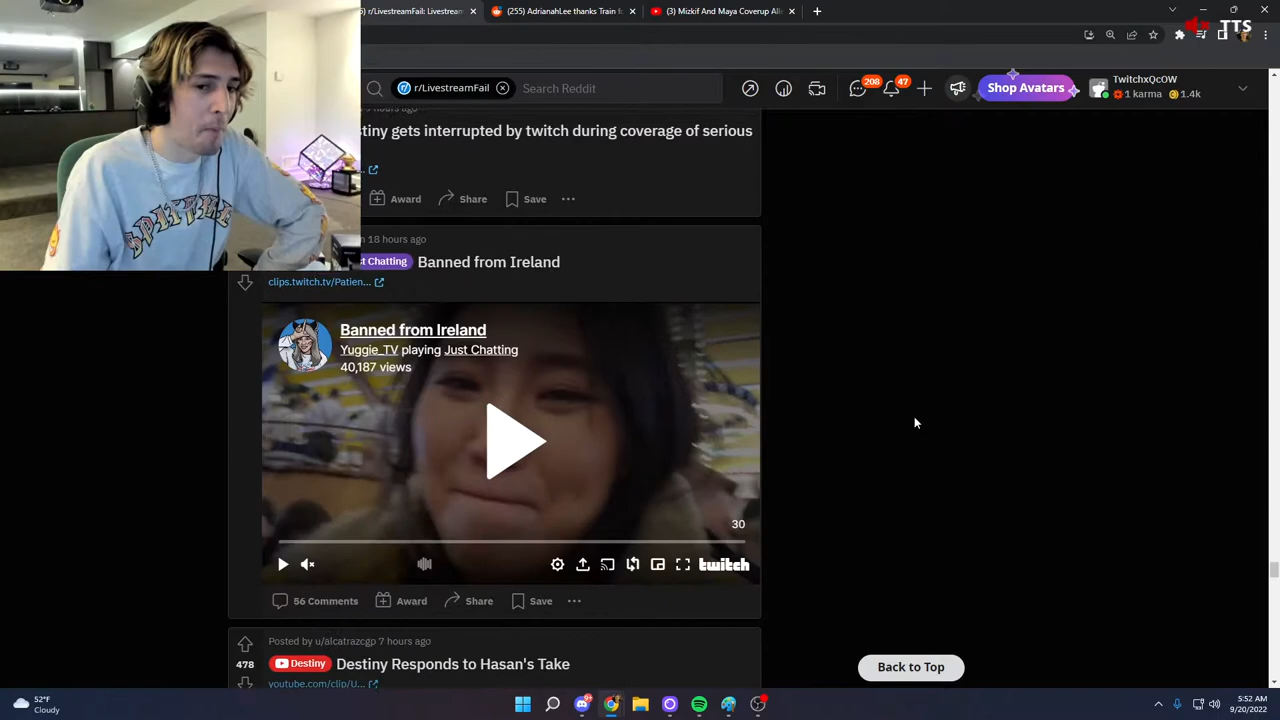 r/LivestreamFail: Livestream
(255) AdrianahLee thanks Train f
(3) Mizkif And Maya Coverup All
TTS
r/LivestreamFail
Search Reddit
208
47
Shop Avatars
TwitchxQcOW
1 karma
1.4k
hours ago
tiny gets interrupted by twitch during coverage of serious
Award
Share
Save
18 hours ago
st Chatting
Banned from Ireland
clips.twitch.tv/Patien...
Banned from Ireland
Yuggie_TV playing Just Chatting
40,187 views
30
twitch
56 Comments
Award
Share
Save
Posted by u/alcatrazcgp 7 hours ago
478
Destiny
Destiny Responds to Hasan's Take
youtube.com/clip/U...
Back to Top
52°F
Cloudy
5:52 AM
9/20/2022